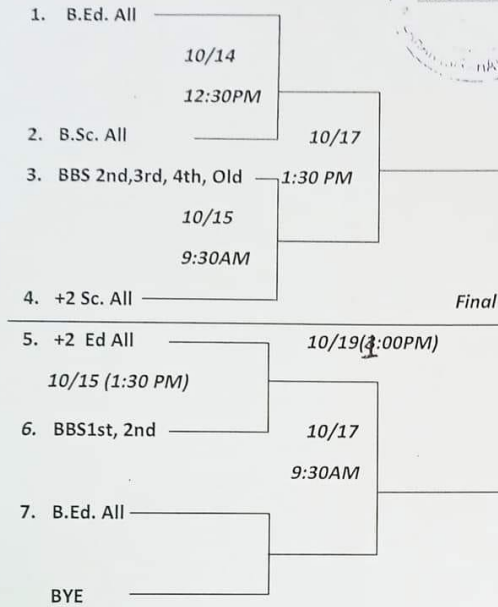 1. B.Ed. All
10/14
12:30PM
2. B.Sc. All
10/17
3. BBS 2nd,3rd, 4th, Old
1:30 PM
10/15
9:30AM
4. +2 Sc. All
Final
5. +2 Ed All
10/19(1:00PM)
10/15 (1:30 PM)
6. BBS1st, 2nd
10/17
9:30AM
7. B.Ed. All
BYE